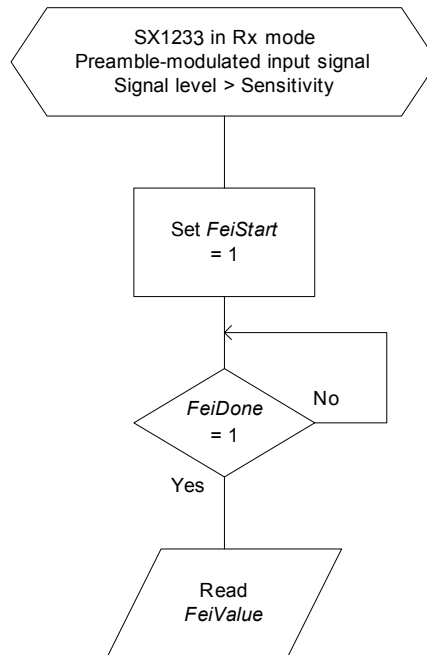 SX1233 in Rx mode
Preamble-modulated input signal
Signal level > Sensitivity
Set FeiStart
= 1
FeiDone
= 1
No
Yes
Read
FeiValue